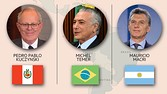 PEDRO PABLO
KUCZYNSKI
MICHEL
TEMER
MAURICIO
MACRI